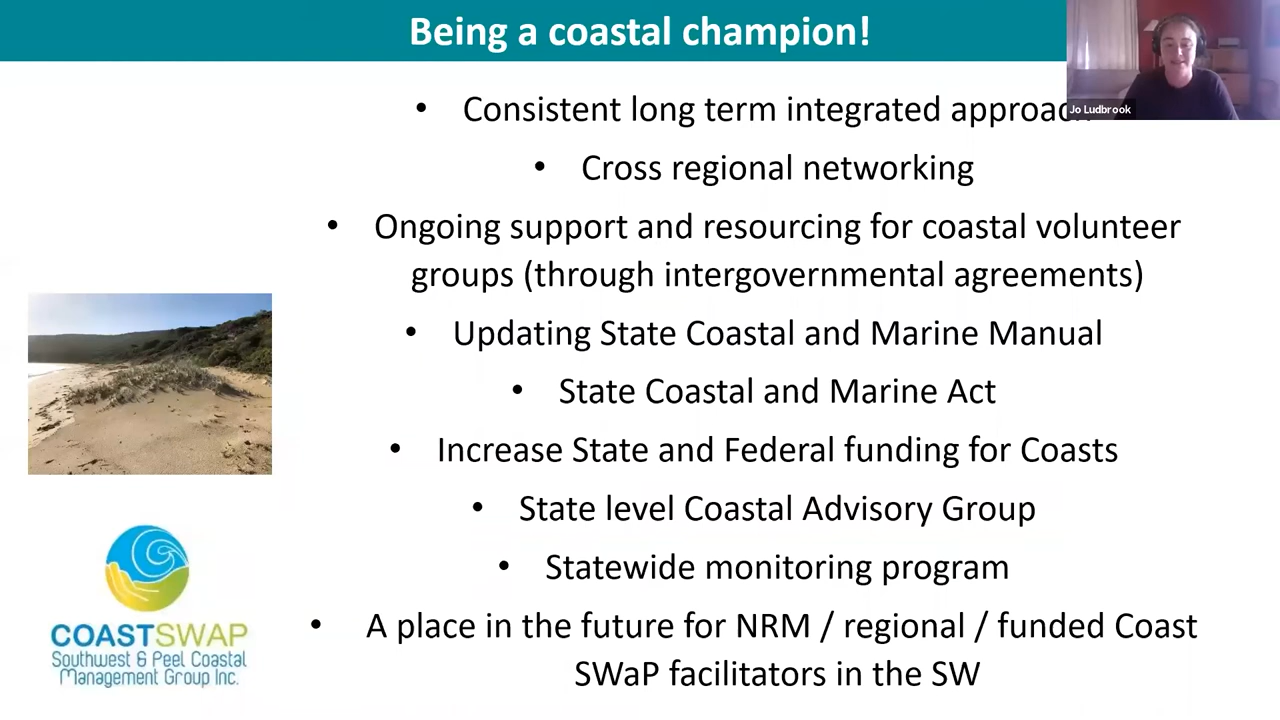 Being a coastal champion!
Jo Ludbrook
• Consistent long term integrated approach
• Cross regional networking
• Ongoing support and resourcing for coastal volunteer
groups (through intergovernmental agreements)
• Updating State Coastal and Marine Manual
• State Coastal and Marine Act
• Increase State and Federal funding for Coasts
• State level Coastal Advisory Group
• Statewide monitoring program
• A place in the future for NRM / regional / funded Coast
SWaP facilitators in the SW
COASTSWAP
Southwest & Peel Coastal
Management Group Inc.